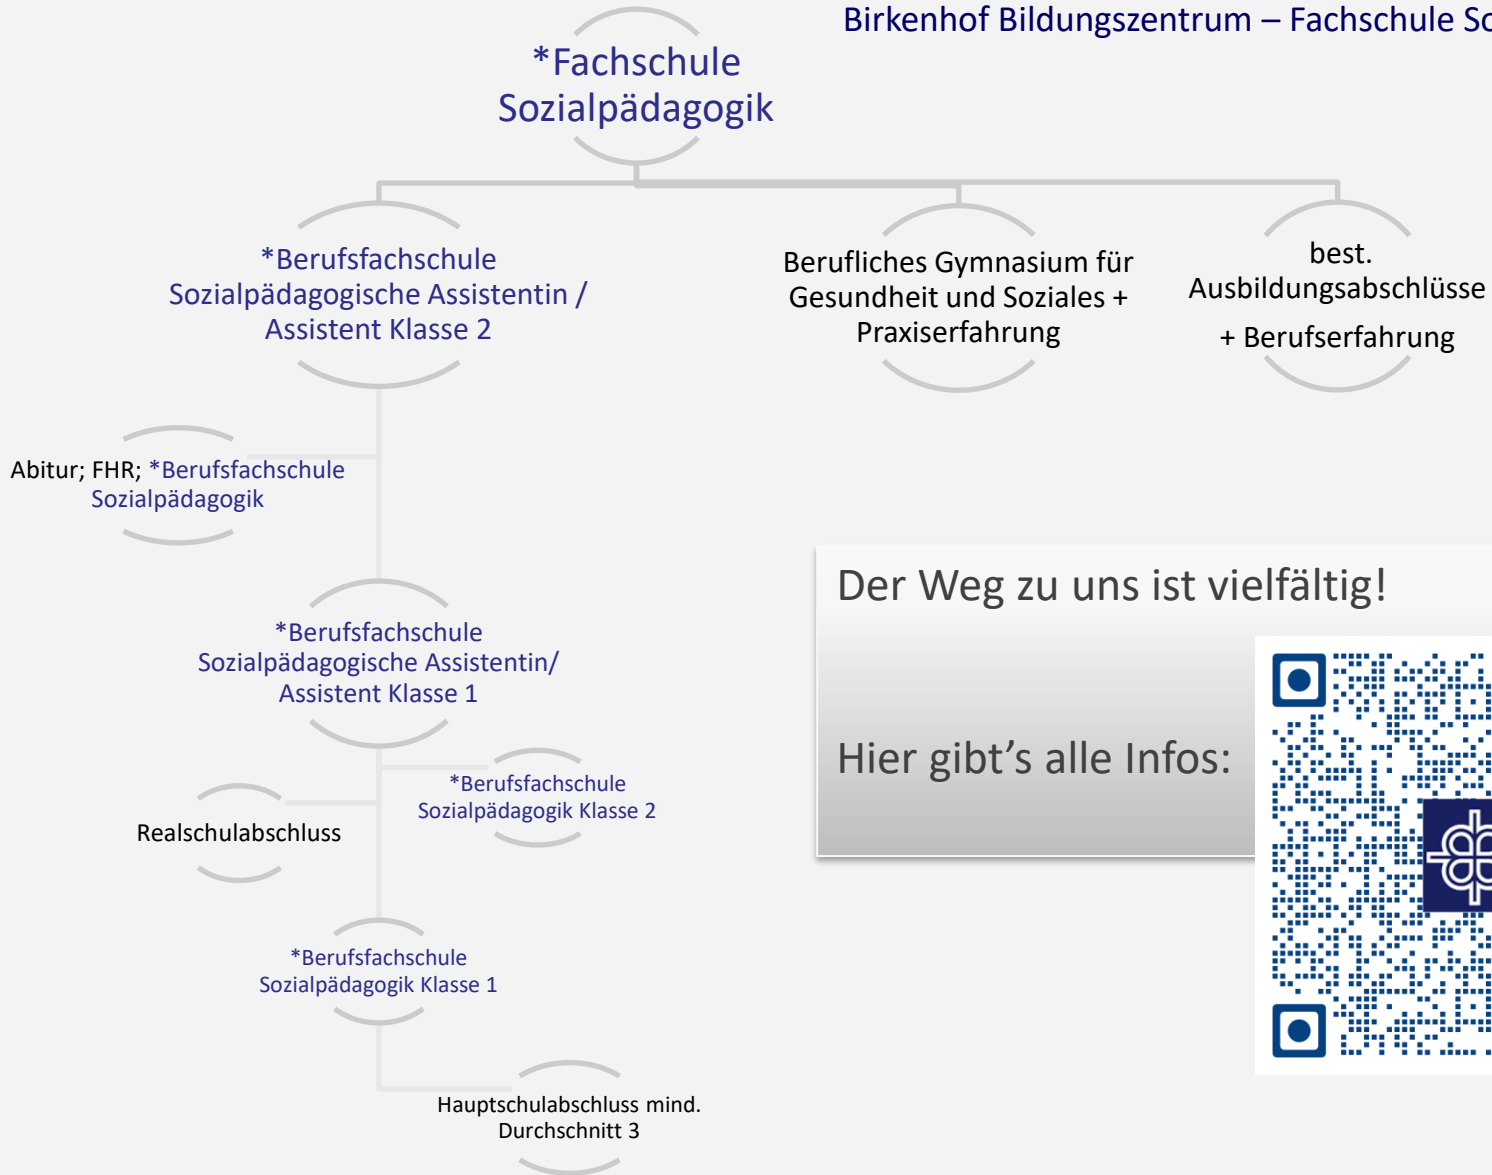 Birkenhof Bildungszentrum – Fachschule
*Fachschule
Sozialpädagogik
*Berufsfachschule
Sozialpädagogische Assistentin /
Assistent Klasse 2
Berufliches Gymnasium für
Gesundheit und Soziales +
Praxiserfahrung
best.
Ausbildungsabschlüsse
+ Berufserfahrung
Abitur; FHR; *Berufsfachschule
Sozialpädagogik
Der Weg zu uns ist vielfältig!
*Berufsfachschule
Sozialpädagogische Assistentin/
Assistent Klasse 1
Hier gibt’s alle Infos:
*Berufsfachschule
Sozialpädagogik Klasse 2
Realschulabschluss
*Berufsfachschule
Sozialpädagogik Klasse 1
Hauptschulabschluss mind.
Durchschnitt 3